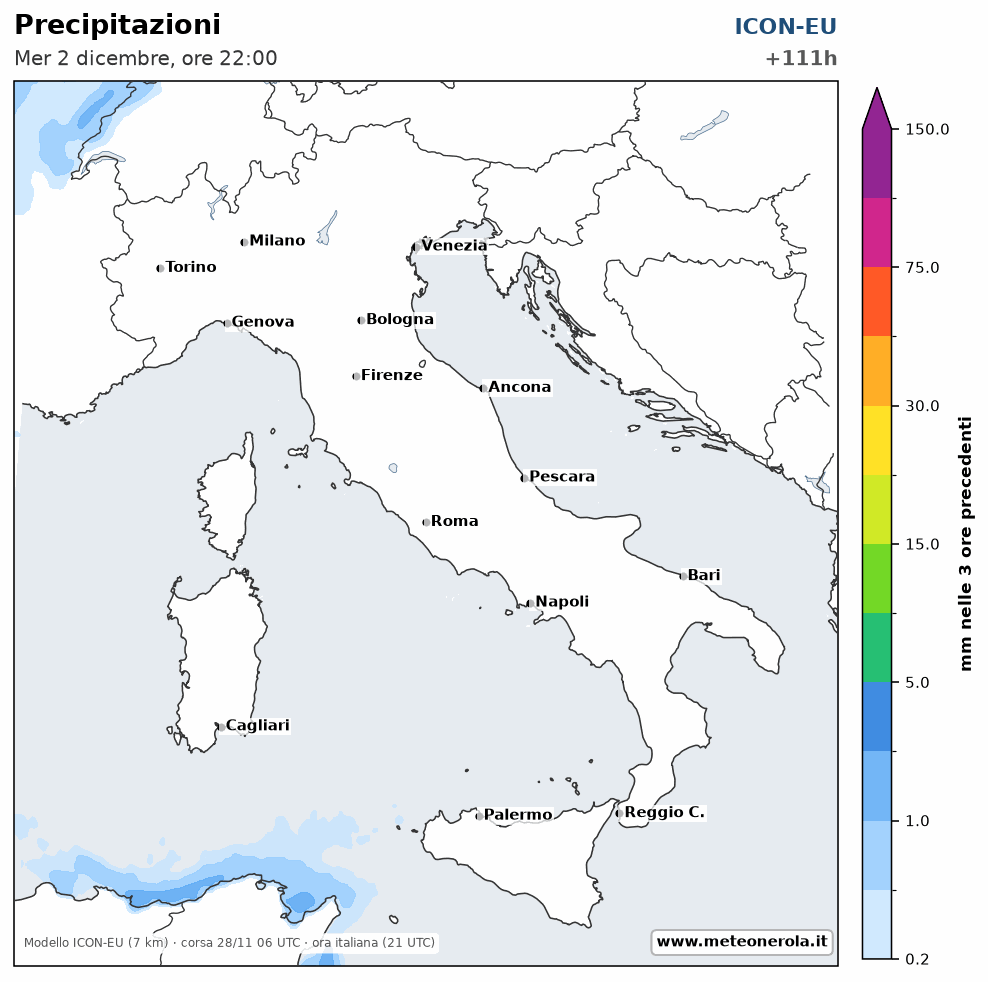 Precipitazioni
ICON-EU
Mer 2 dicembre, ore 22:00
+111h
150.0
75.0
30.0
15.0
5.0
1.0
0.2
mm nelle 3 ore precedenti
Milano
Venezia
Torino
Genova
Bologna
Firenze
Ancona
Pescara
Roma
Bari
Napoli
Cagliari
Palermo
Reggio C.
Modello ICON-EU (7 km) · corsa 28/11 06 UTC · ora italiana (21 UTC)
www.meteonerola.it